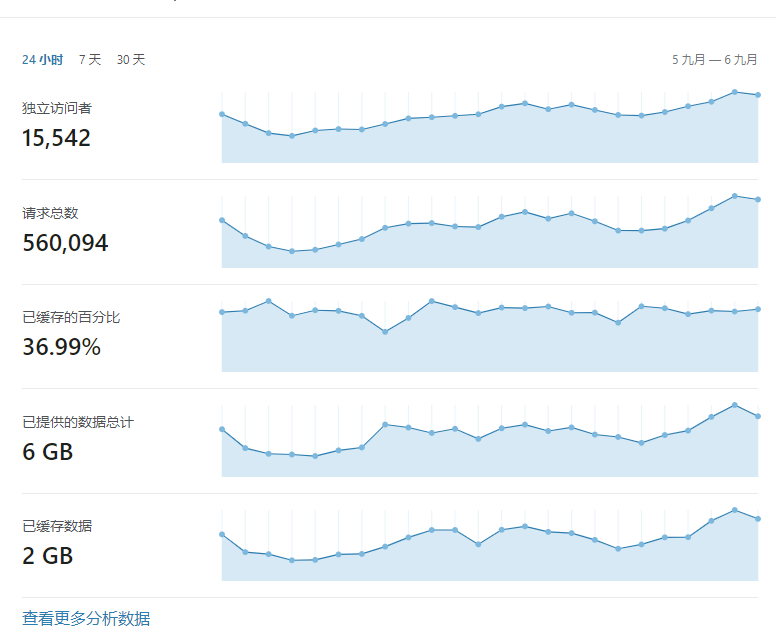 24 小时 7 天 30 天 5 九月 — 6 九月
独立访问者
15,542
请求总数
560,094
已缓存的百分比
36.99%
已提供的数据总计
6 GB
已缓存数据
2 GB
查看更多分析数据